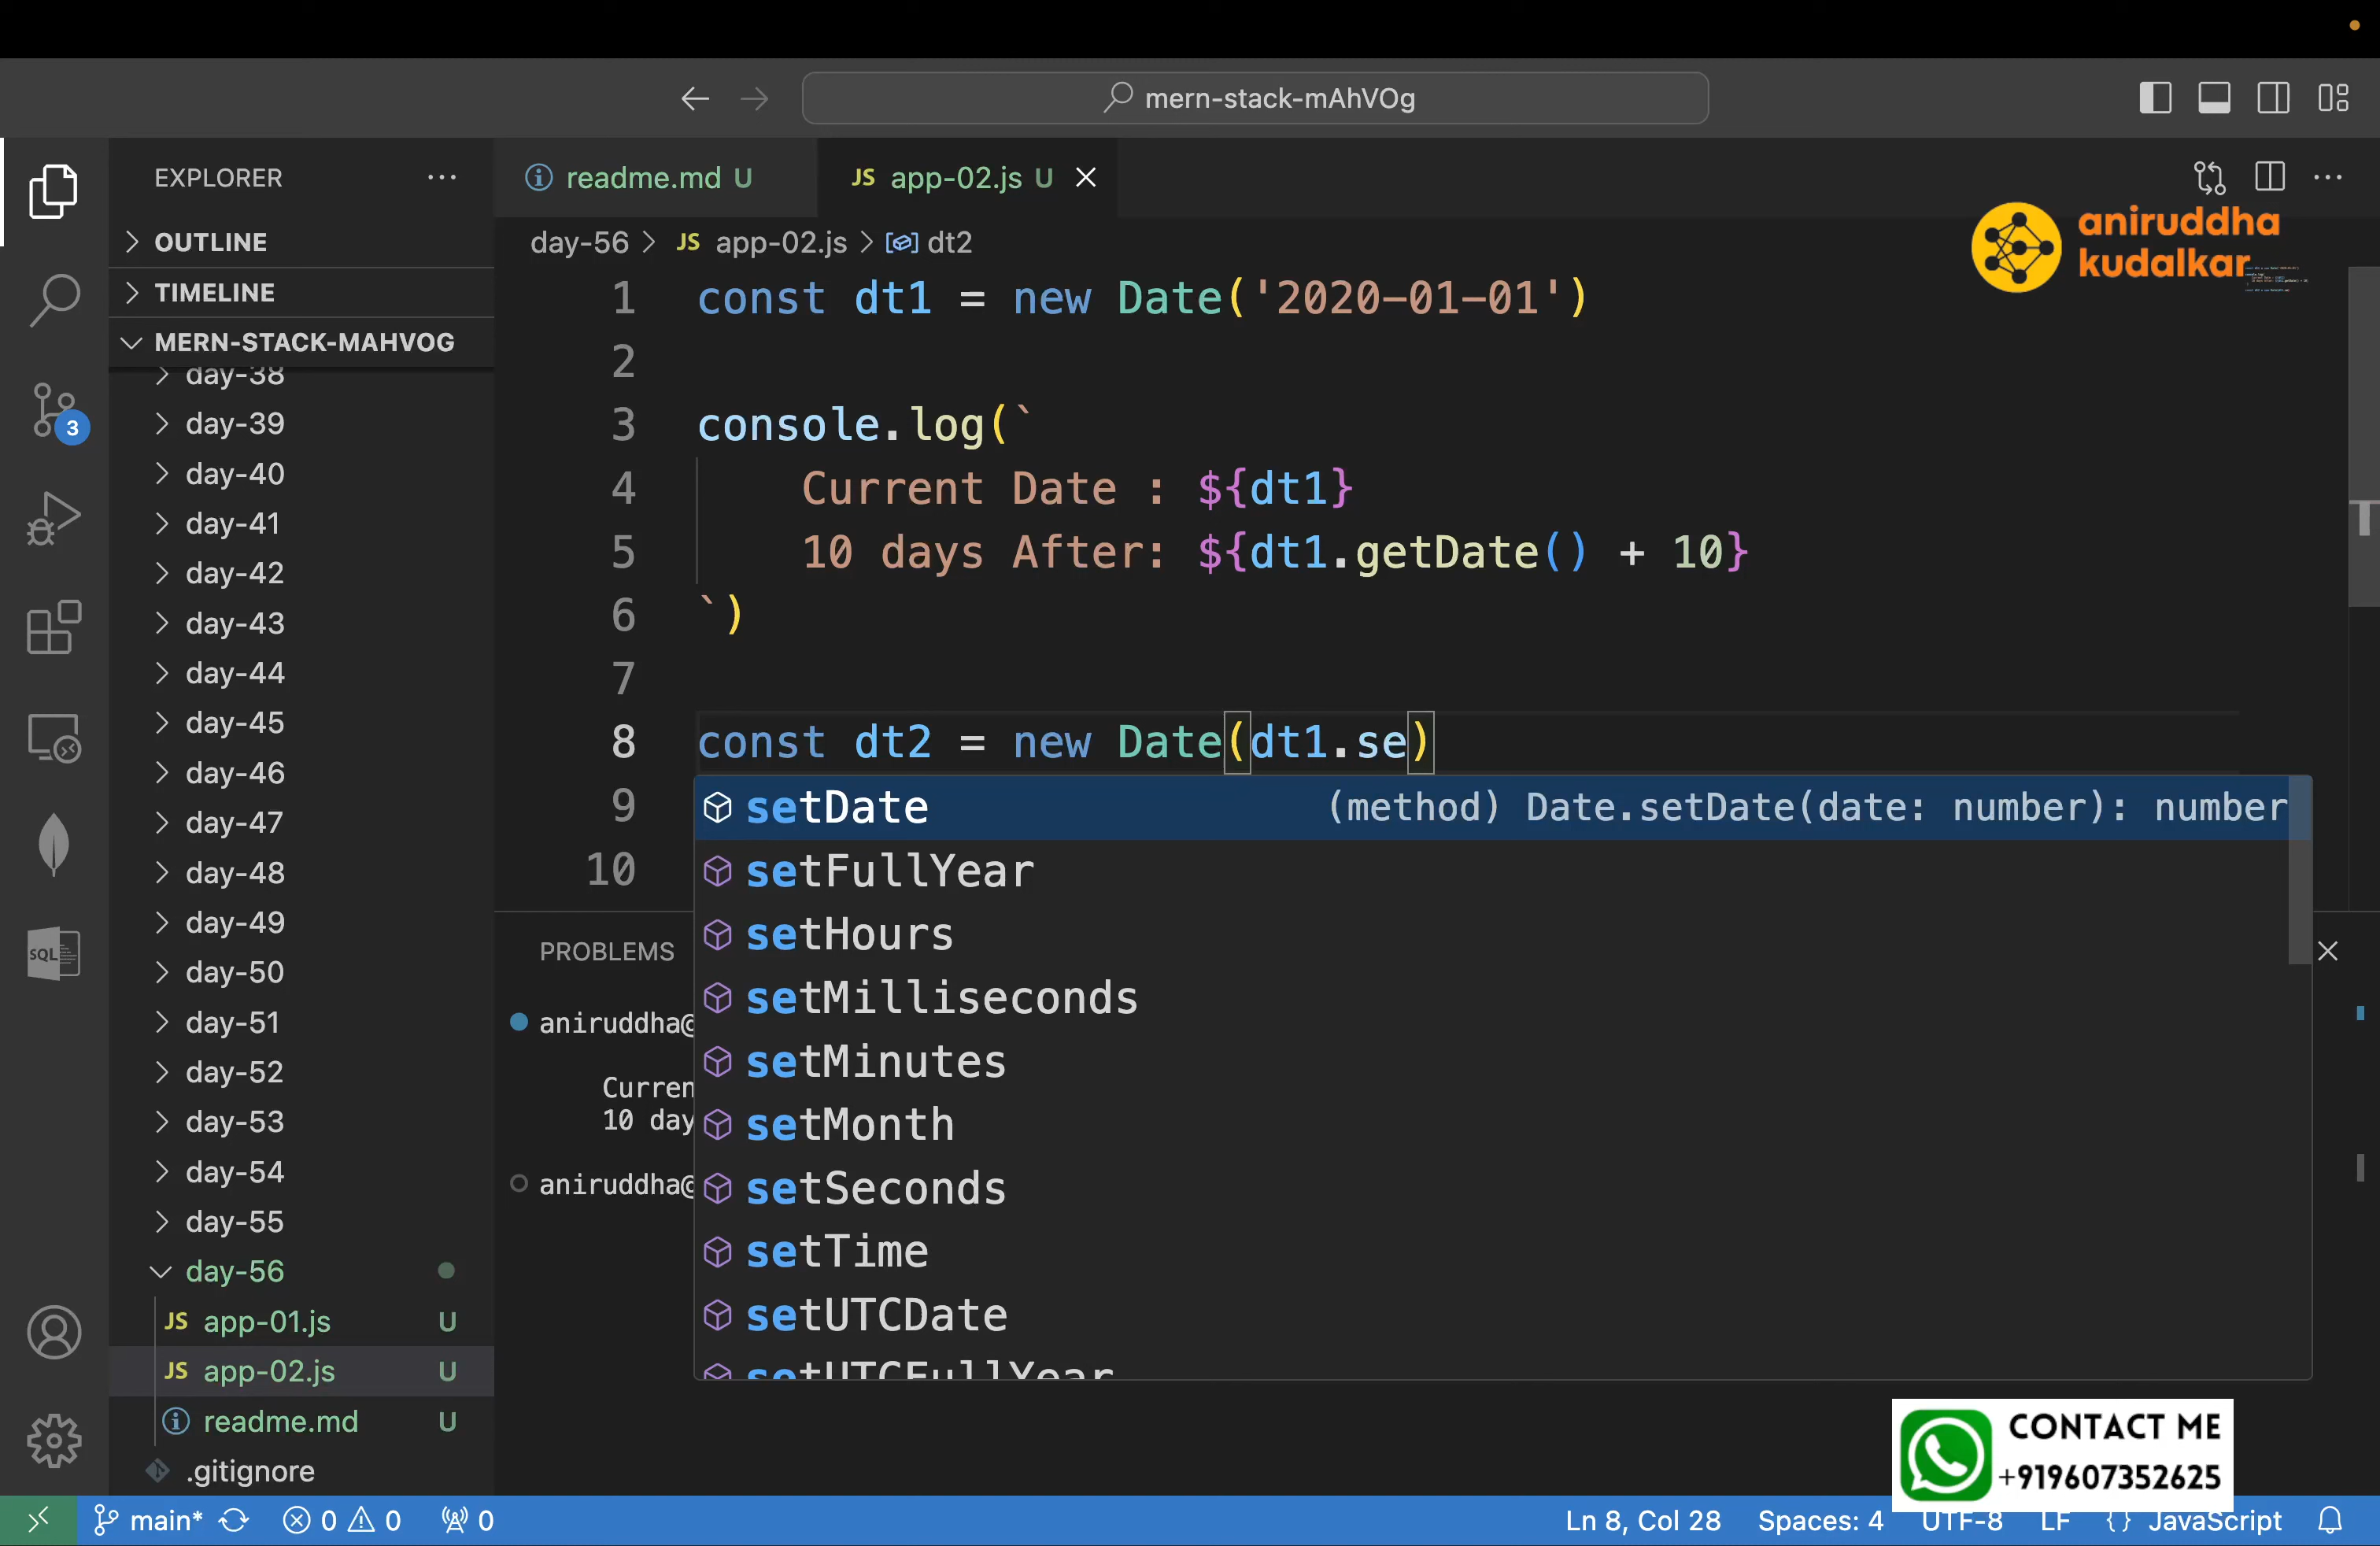 mern-stack-mAhVOg
EXPLORER
readme.md U
JS app-02.js U
aniruddha
kudalkar
OUTLINE
TIMELINE
MERN-STACK-MAHVOG
day-38
day-39
day-40
day-41
day-42
day-43
day-44
day-45
day-46
day-47
day-48
day-49
day-50
day-51
day-52
day-53
day-54
day-55
day-56
JS app-01.js U
JS app-02.js U
readme.md U
.gitignore
3
SQL
day-56 > JS app-02.js > dt2
1 const dt1 = new Date('2020-01-01')
2
3 console.log(`
4 Current Date : ${dt1}
5 10 days After: ${dt1.getDate() + 10}
6 `)
7
8 const dt2 = new Date(dt1.se)
9
10
setDate (method) Date.setDate(date: number): number
setFullYear
setHours
setMilliseconds
setMinutes
setMonth
setSeconds
setTime
setUTCDate
setUTCFullYear
PROBLEMS
aniruddha@
Curren
10 day
aniruddha@
CONTACT ME
+919607352625
main* 0 0 0 Ln 8, Col 28 Spaces: 4 UTF-8 LF {} JavaScript